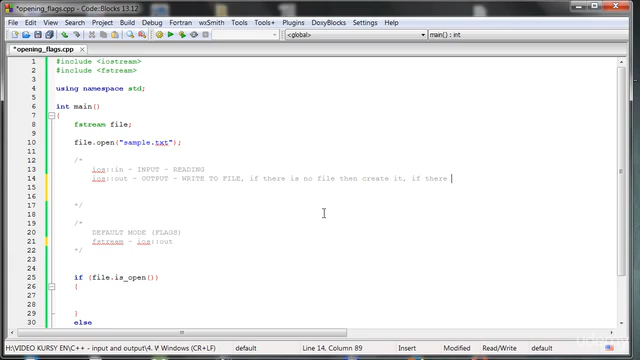 *opening_flags.cpp - Code::Blocks 13.12
File Edit View Search Project Build Debug Fortran wxSmith Tools Tools+ Plugins DoxyBlocks Settings Help
<global> main() : int
*opening_flags.cpp
1 #include <iostream>
2 #include <fstream>
3
4 using namespace std;
5
6 int main()
7 {
8 fstream file;
9
10 file.open("sample.txt");
11
12 /*
13 ios::in - INPUT - READING
14 ios::out - OUTPUT - WRITE TO FILE, if there is no file then create it, if there
15
16
17 */
18
19 /*
20 DEFAULT MODE (FLAGS)
21 fstream - ios::out
22 */
23
24
25 if (file.is_open())
26 {
27
28
29 }
30 else
H:\VIDEO KURSY EN\C++ - input and output\4. W Windows (CR+LF) default Line 14, Column 89 Insert Modified Read/Write default